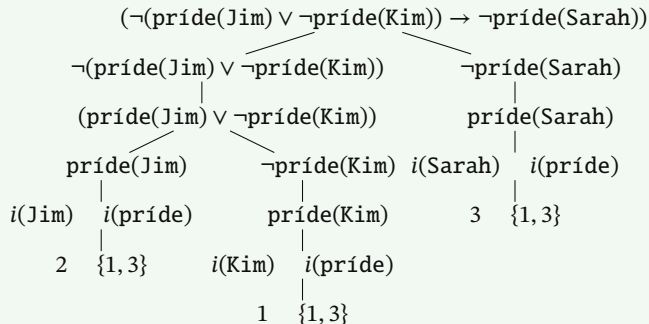 (¬(príde(Jim) ∨ ¬príde(Kim)) → ¬príde(Sarah))
¬(príde(Jim) ∨ ¬príde(Kim)) ¬príde(Sarah)
(príde(Jim) ∨ ¬príde(Kim)) príde(Sarah)
príde(Jim) ¬príde(Kim) i(Sarah) i(príde)
i(Jim) i(príde) príde(Kim) 3 {1, 3}
2 {1, 3} i(Kim) i(príde)
1 {1, 3}